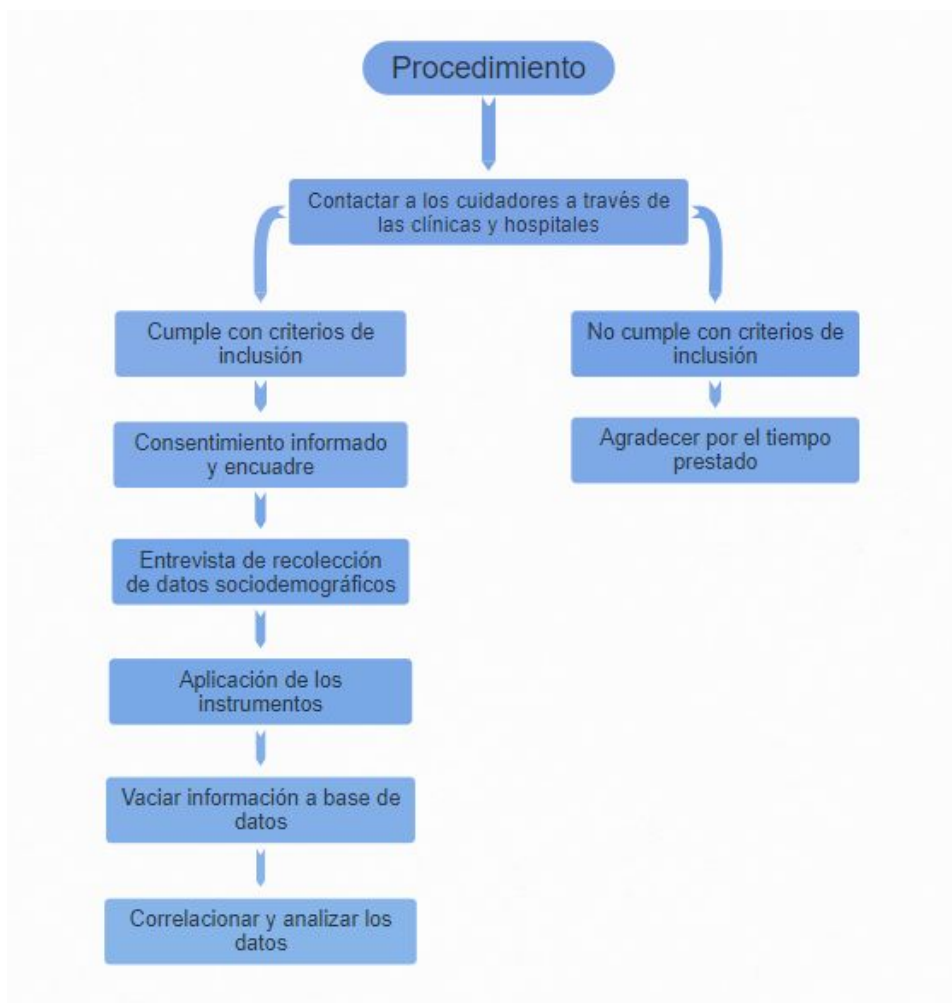 Procedimiento
Contactar a los cuidadores a través de
las clínicas y hospitales
Cumple con criterios de
inclusión
No cumple con criterios de
inclusión
Consentimiento informado
y encuadre
Agradecer por el tiempo
prestado
Entrevista de recolección
de datos sociodemográficos
Aplicación de los
instrumentos
Vaciar información a base de
datos
Correlacionar y analizar los
datos